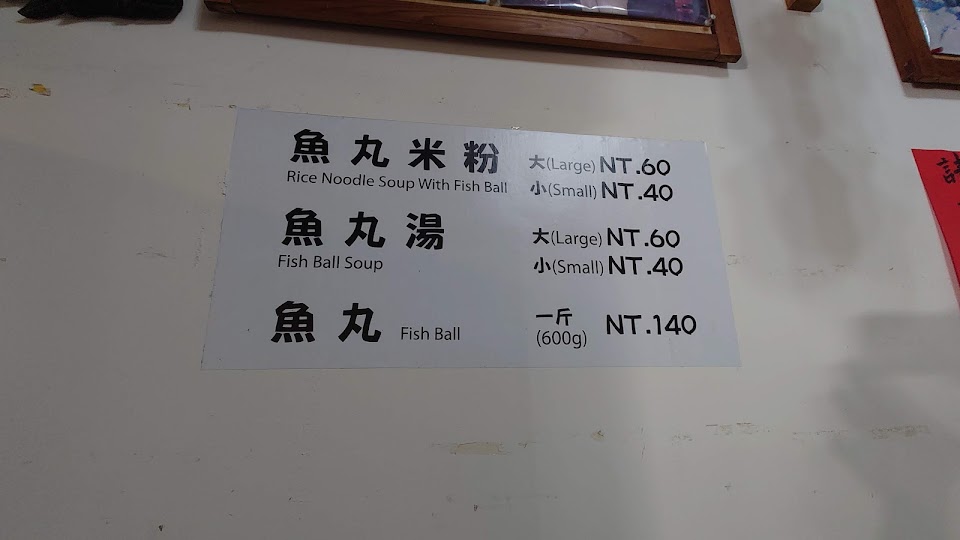 魚丸米粉 大(Large) NT.60
Rice Noodle Soup With Fish Ball 小(Small) NT.40
魚丸湯 大(Large) NT.60
Fish Ball Soup 小(Small) NT.40
魚丸 Fish Ball 一斤 NT.140
(600g)